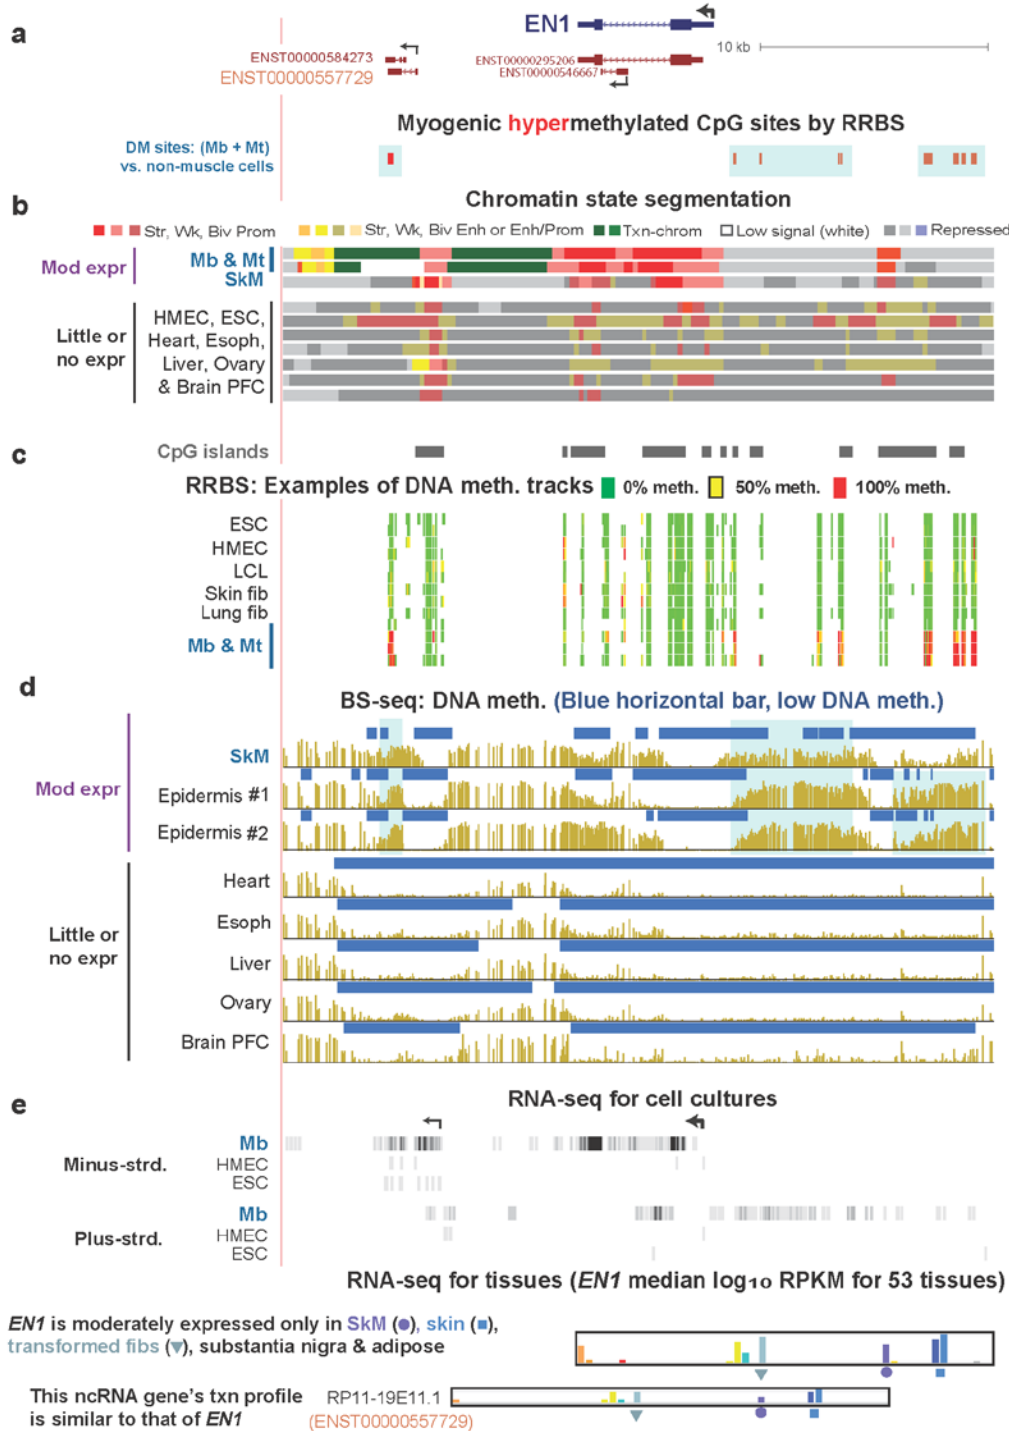 a
EN1
10 kb
ENST00000584273
ENST00000557729
ENST00000295206
ENST00000546667
Myogenic hypermethylated CpG sites by RRBS
DM sites: (Mb + Mt)
vs. non-muscle cells
b
Chromatin state segmentation
Str, Wk, Biv Prom
Str, Wk, Biv Enh or Enh/Prom
Txn-chrom
Low signal (white)
Repressed
Mod expr
Mb & Mt
SkM
Little or
no expr
HMEC, ESC,
Heart, Esoph,
Liver, Ovary
& Brain PFC
c
CpG islands
RRBS: Examples of DNA meth. tracks
0% meth.
50% meth.
100% meth.
ESC
HMEC
LCL
Skin fib
Lung fib
Mb & Mt
d
BS-seq: DNA meth. (Blue horizontal bar, low DNA meth.)
Mod expr
SkM
Epidermis #1
Epidermis #2
Little or
no expr
Heart
Esoph
Liver
Ovary
Brain PFC
e
RNA-seq for cell cultures
Minus-strd.
Mb
HMEC
ESC
Plus-strd.
Mb
HMEC
ESC
RNA-seq for tissues (EN1 median log10 RPKM for 53 tissues)
EN1 is moderately expressed only in SkM (●), skin (■),
transformed fibs (▼), substantia nigra & adipose
This ncRNA gene's txn profile
is similar to that of EN1
RP11-19E11.1
(ENST00000557729)